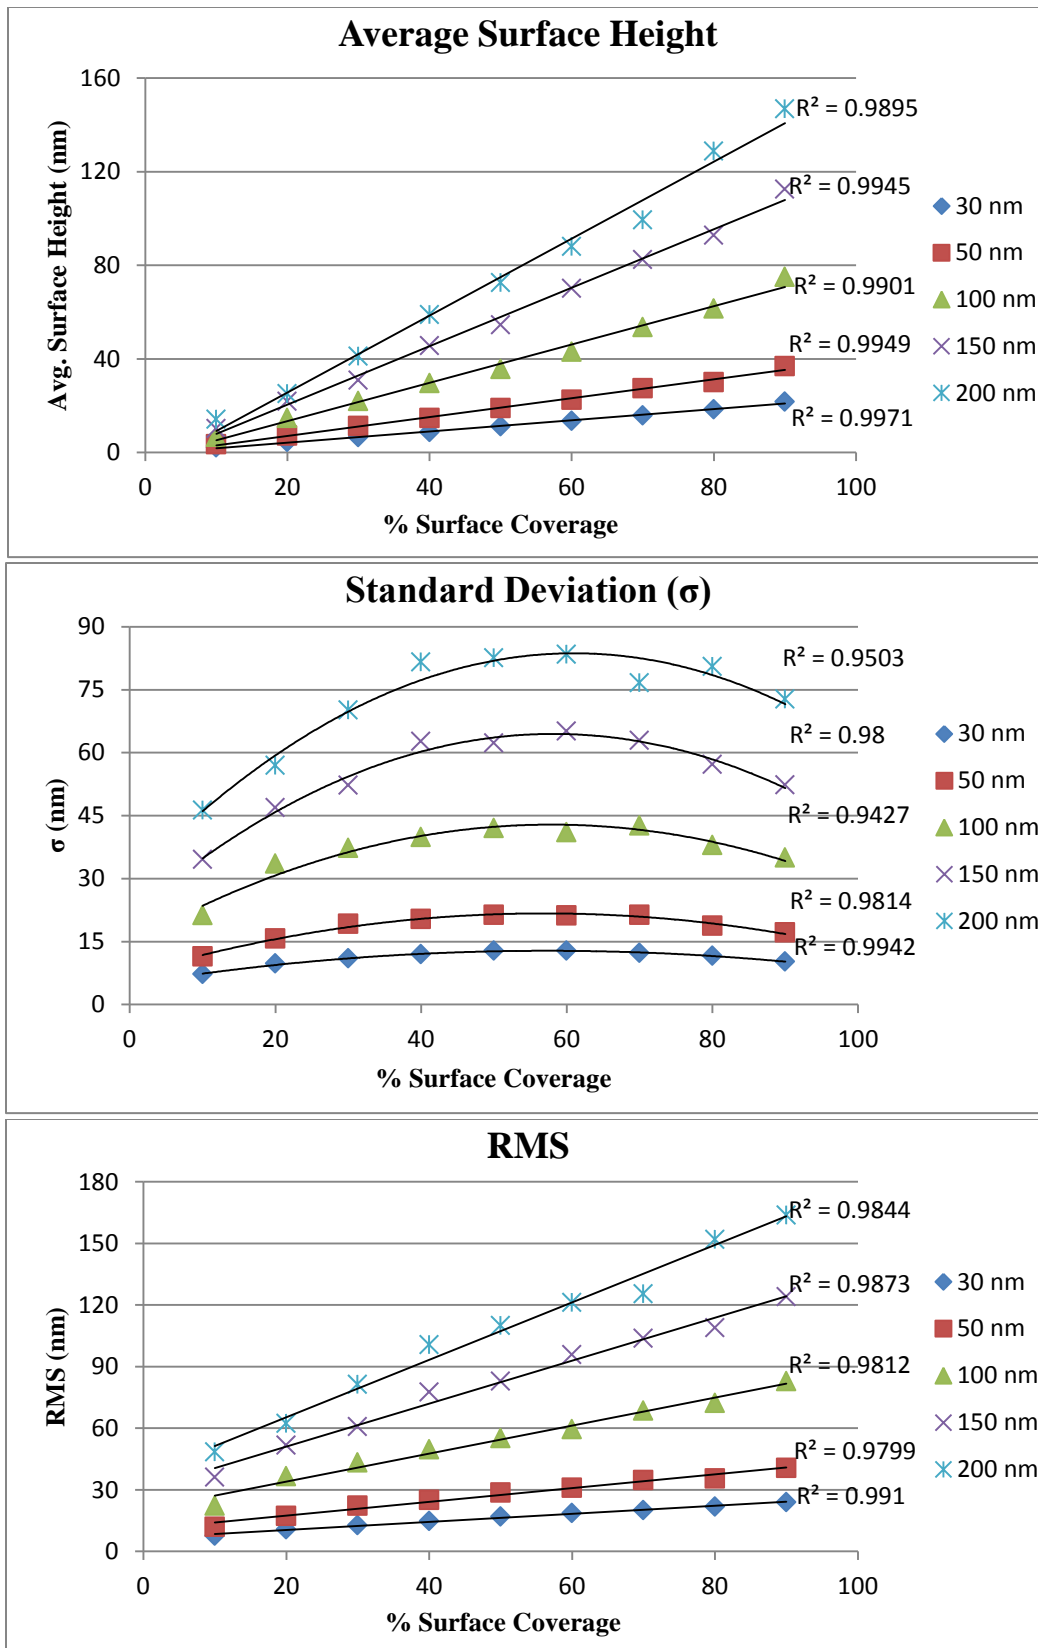 Average Surface Height
160
120
80
40
0
Avg. Surface Height (nm)
0 20 40 60 80 100
% Surface Coverage
R² = 0.9895
R² = 0.9945
R² = 0.9901
R² = 0.9949
R² = 0.9971
30 nm
50 nm
100 nm
150 nm
200 nm
Standard Deviation (σ)
90
75
60
45
30
15
0
σ (nm)
0 20 40 60 80 100
% Surface Coverage
R² = 0.9503
R² = 0.98
R² = 0.9427
R² = 0.9814
R² = 0.9942
30 nm
50 nm
100 nm
150 nm
200 nm
RMS
180
150
120
90
60
30
0
RMS (nm)
0 20 40 60 80 100
% Surface Coverage
R² = 0.9844
R² = 0.9873
R² = 0.9812
R² = 0.9799
R² = 0.991
30 nm
50 nm
100 nm
150 nm
200 nm